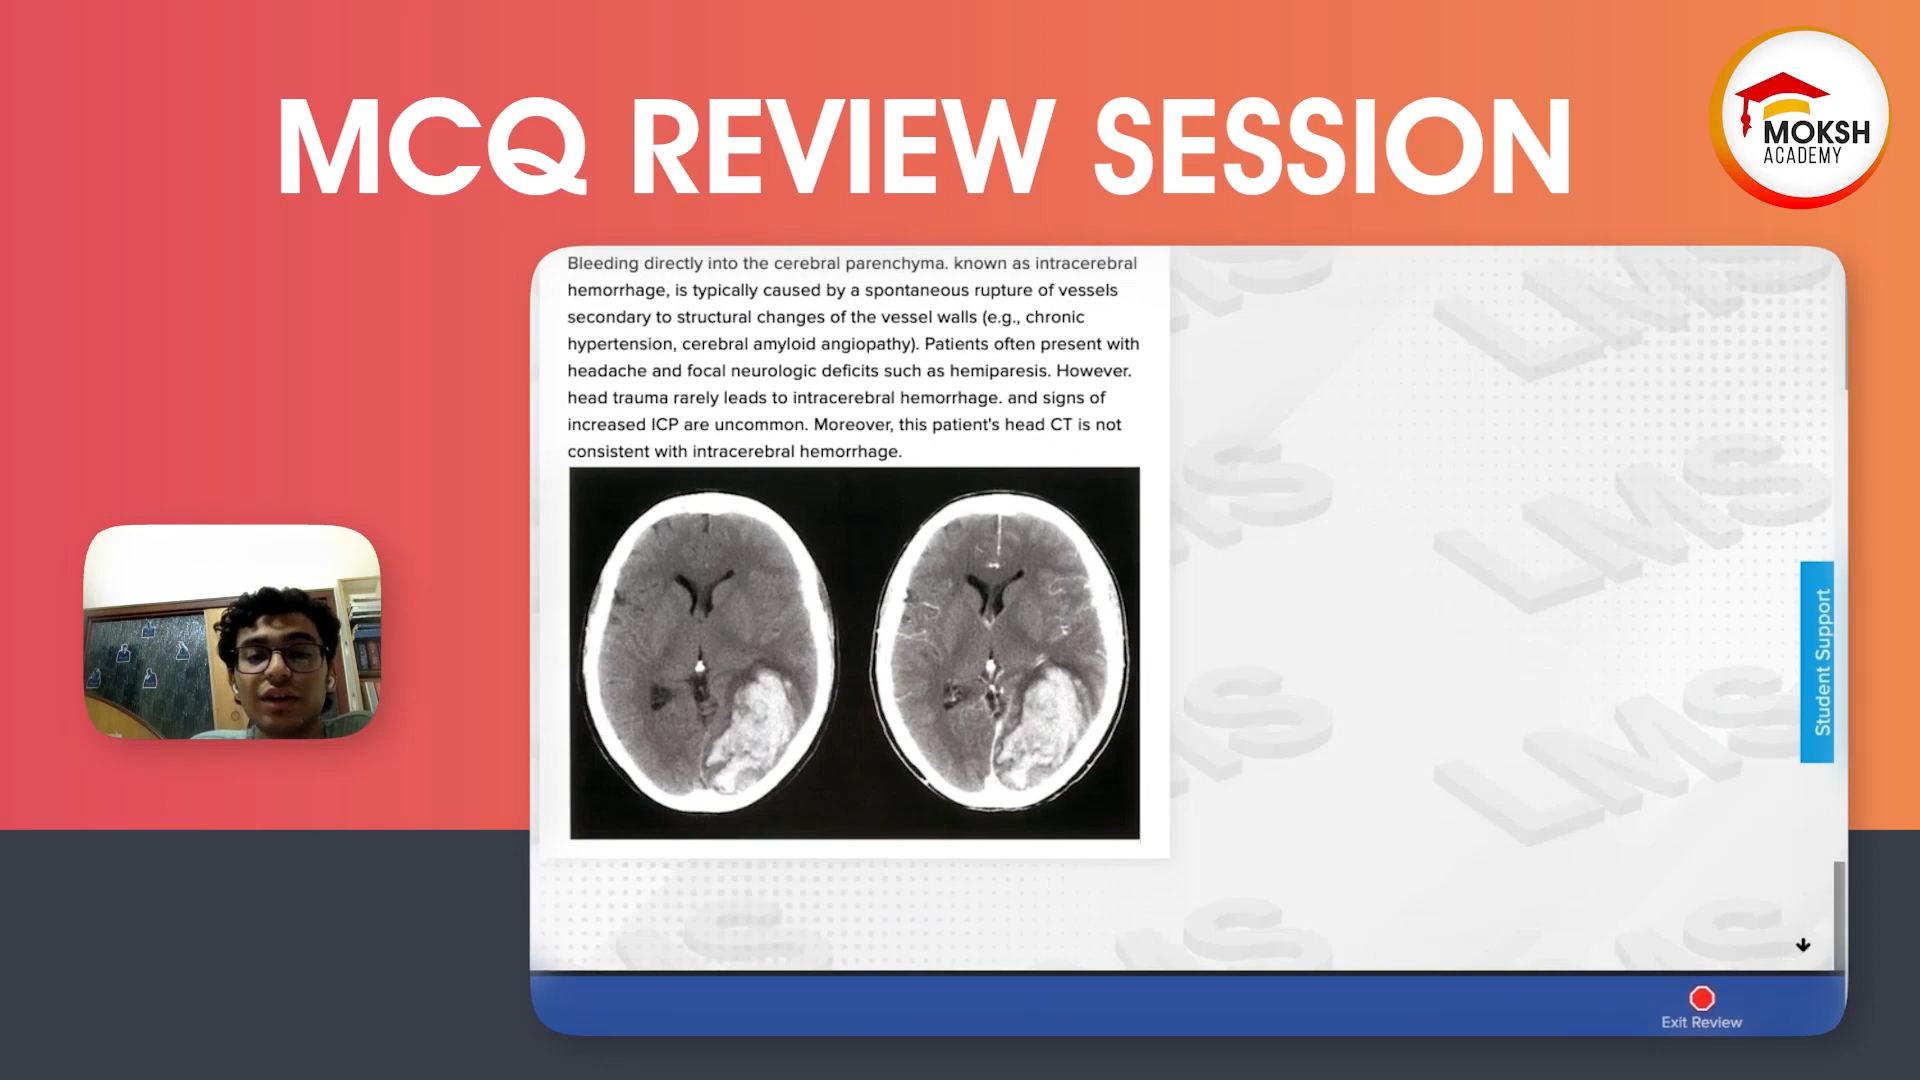 MCQ REVIEW SESSION
MOKSH
ACADEMY
Bleeding directly into the cerebral parenchyma. known as intracerebral
hemorrhage, is typically caused by a spontaneous rupture of vessels
secondary to structural changes of the vessel walls (e.g., chronic
hypertension, cerebral amyloid angiopathy). Patients often present with
headache and focal neurologic deficits such as hemiparesis. However.
head trauma rarely leads to intracerebral hemorrhage. and signs of
increased ICP are uncommon. Moreover, this patient's head CT is not
consistent with intracerebral hemorrhage.
LMS
LMS
LMS
Student Support
Exit Review